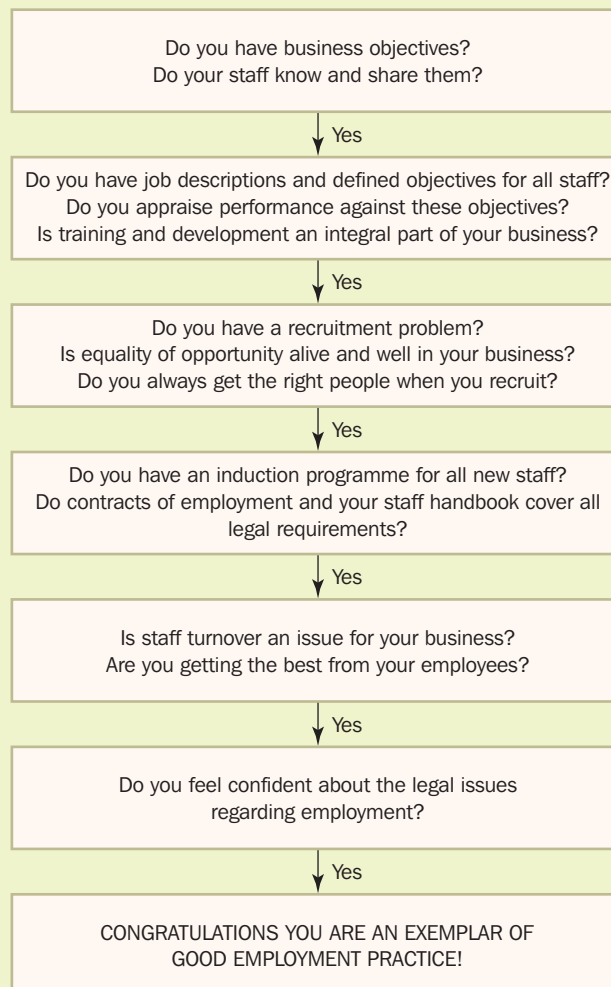 Do you have business objectives?
Do your staff know and share them?
Yes
Do you have job descriptions and defined objectives for all staff?
Do you appraise performance against these objectives?
Is training and development an integral part of your business?
Yes
Do you have a recruitment problem?
Is equality of opportunity alive and well in your business?
Do you always get the right people when you recruit?
Yes
Do you have an induction programme for all new staff?
Do contracts of employment and your staff handbook cover all
legal requirements?
Yes
Is staff turnover an issue for your business?
Are you getting the best from your employees?
Yes
Do you feel confident about the legal issues
regarding employment?
Yes
CONGRATULATIONS YOU ARE AN EXEMPLAR OF
GOOD EMPLOYMENT PRACTICE!